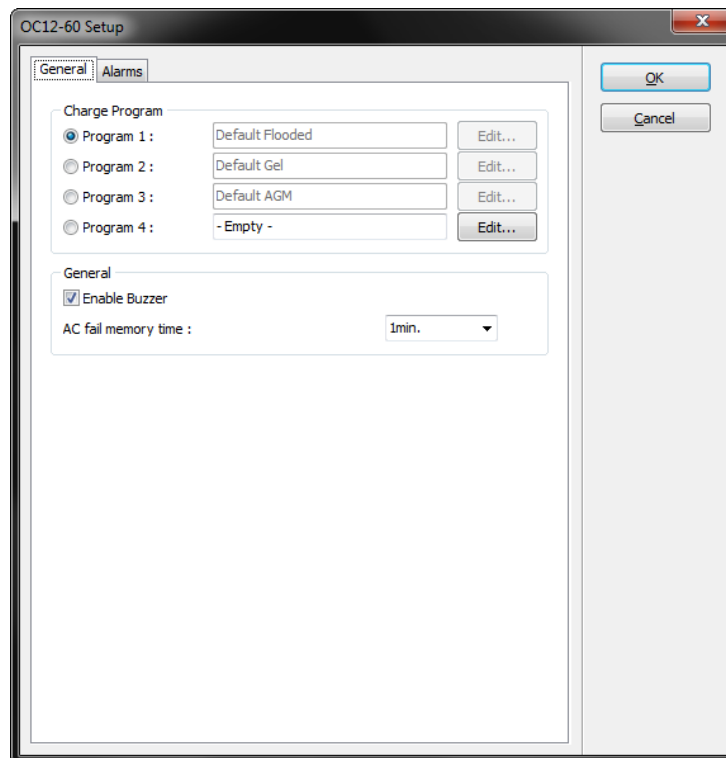 OC12-60 Setup
General Alarms
OK
Cancel
Charge Program
Program 1 : Default Flooded Edit...
Program 2 : Default Gel Edit...
Program 3 : Default AGM Edit...
Program 4 : - Empty - Edit...
General
Enable Buzzer
AC fail memory time : 1min.